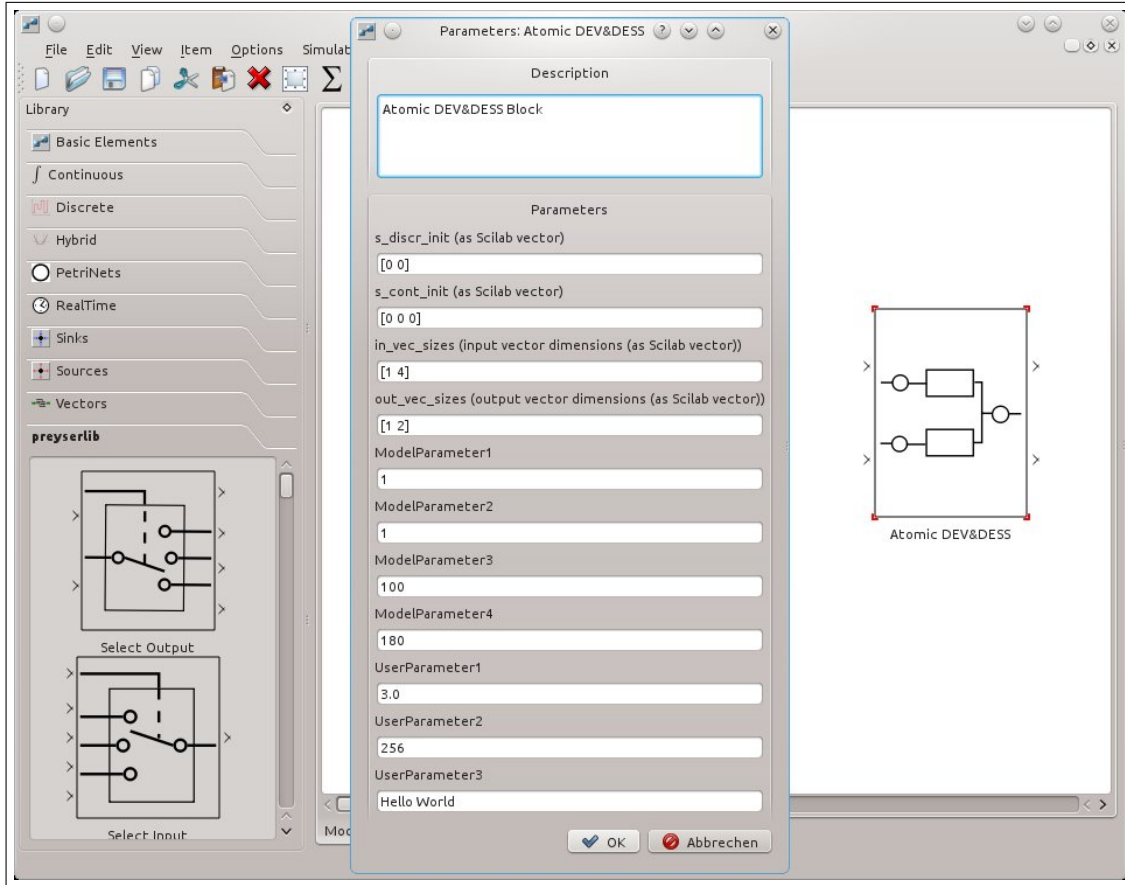 Parameters: Atomic DEV&DESS
File Edit View Item Options Simulat
Library
Basic Elements
Continuous
Discrete
Hybrid
PetriNets
RealTime
Sinks
Sources
Vectors
preyserlib
Select Output
Select Input
Description
Atomic DEV&DESS Block
Parameters
s_discr_init (as Scilab vector)
[0 0]
s_cont_init (as Scilab vector)
[0 0 0]
in_vec_sizes (input vector dimensions (as Scilab vector))
[1 4]
out_vec_sizes (output vector dimensions (as Scilab vector))
[1 2]
ModelParameter1
1
ModelParameter2
1
ModelParameter3
100
ModelParameter4
180
UserParameter1
3.0
UserParameter2
256
UserParameter3
Hello World
OK Abbrechen
Atomic DEV&DESS